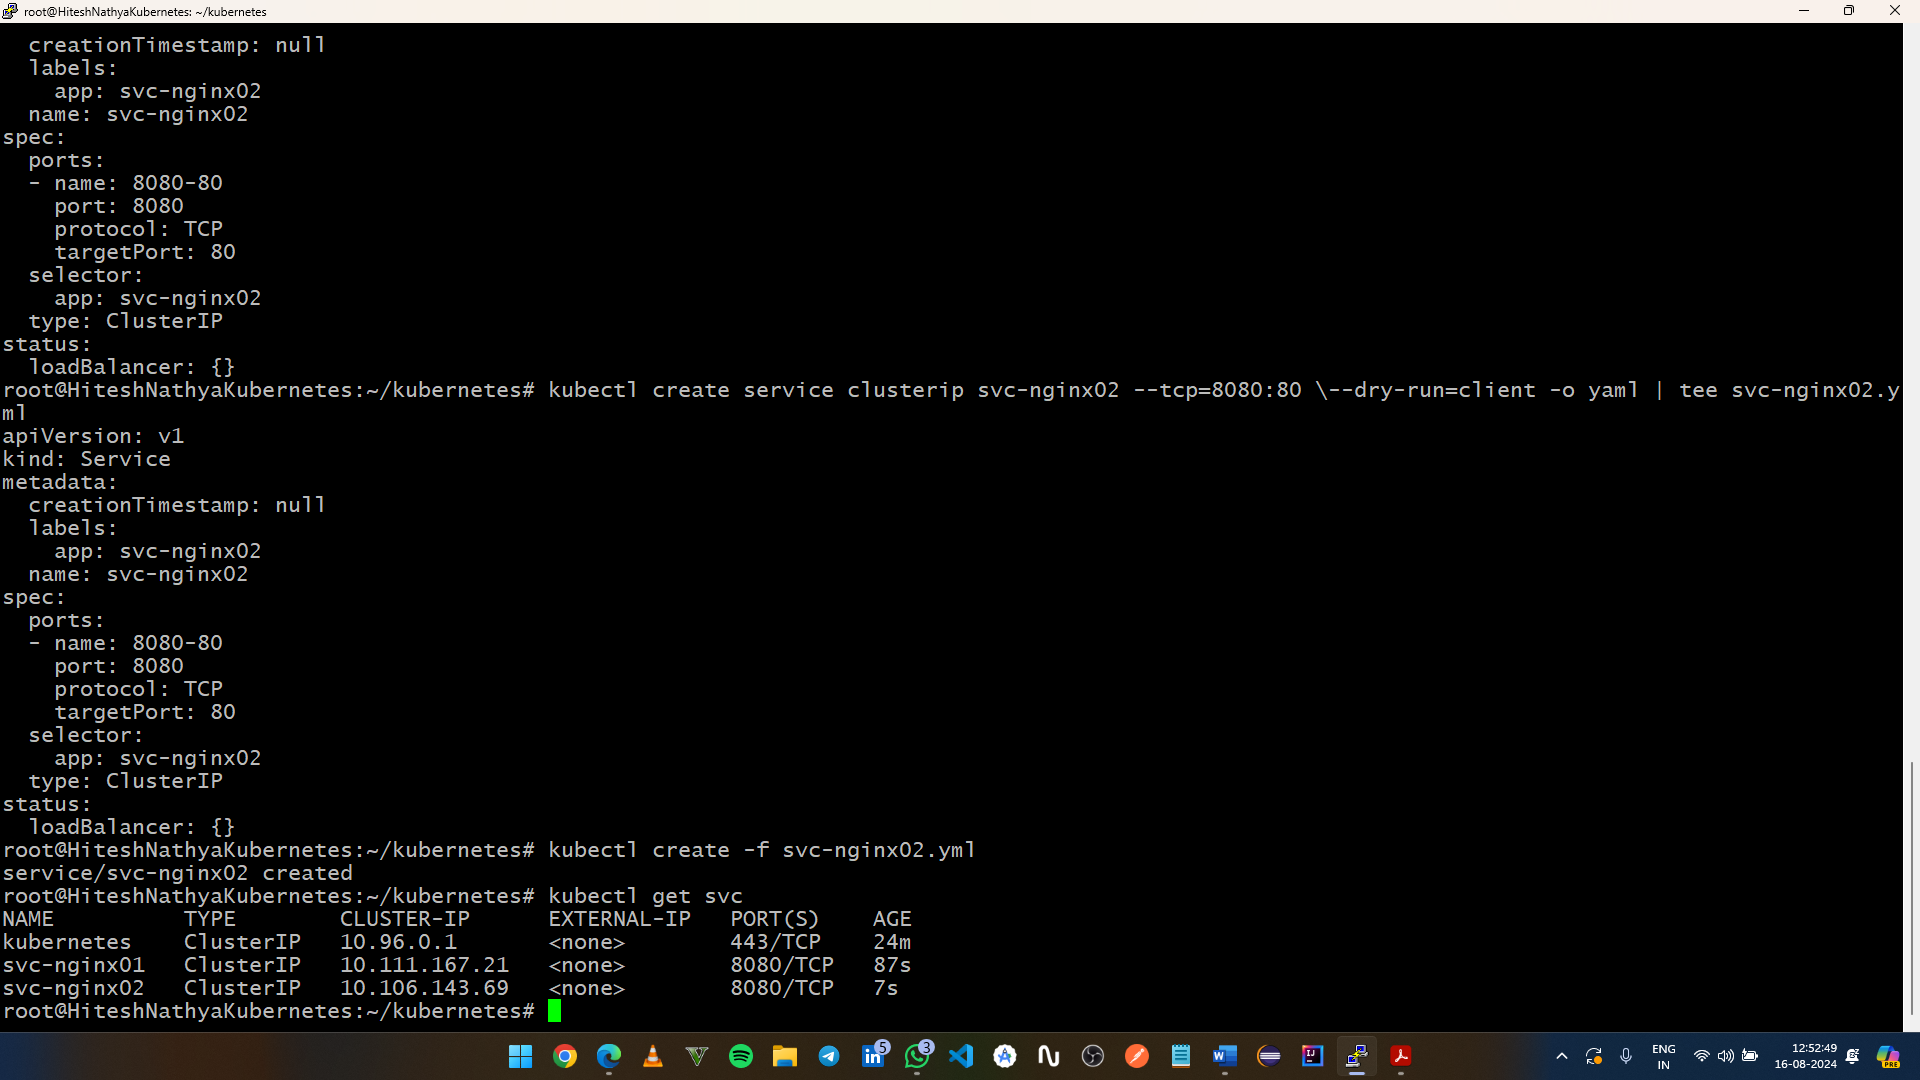 root@HiteshNathyaKubernetes: ~/kubernetes
  creationTimestamp: null
  labels:
    app: svc-nginx02
  name: svc-nginx02
spec:
  ports:
  - name: 8080-80
    port: 8080
    protocol: TCP
    targetPort: 80
  selector:
    app: svc-nginx02
  type: ClusterIP
status:
  loadBalancer: {}
root@HiteshNathyaKubernetes:~/kubernetes# kubectl create service clusterip svc-nginx02 --tcp=8080:80 \--dry-run=client -o yaml | tee svc-nginx02.y
ml
apiVersion: v1
kind: Service
metadata:
  creationTimestamp: null
  labels:
    app: svc-nginx02
  name: svc-nginx02
spec:
  ports:
  - name: 8080-80
    port: 8080
    protocol: TCP
    targetPort: 80
  selector:
    app: svc-nginx02
  type: ClusterIP
status:
  loadBalancer: {}
root@HiteshNathyaKubernetes:~/kubernetes# kubectl create -f svc-nginx02.yml
service/svc-nginx02 created
root@HiteshNathyaKubernetes:~/kubernetes# kubectl get svc
NAME          TYPE        CLUSTER-IP      EXTERNAL-IP   PORT(S)    AGE
kubernetes    ClusterIP   10.96.0.1       <none>        443/TCP    24m
svc-nginx01   ClusterIP   10.111.167.21   <none>        8080/TCP   87s
svc-nginx02   ClusterIP   10.106.143.69   <none>        8080/TCP   7s
root@HiteshNathyaKubernetes:~/kubernetes#
5
3
ENG
IN
12:52:49
16-08-2024
PRE